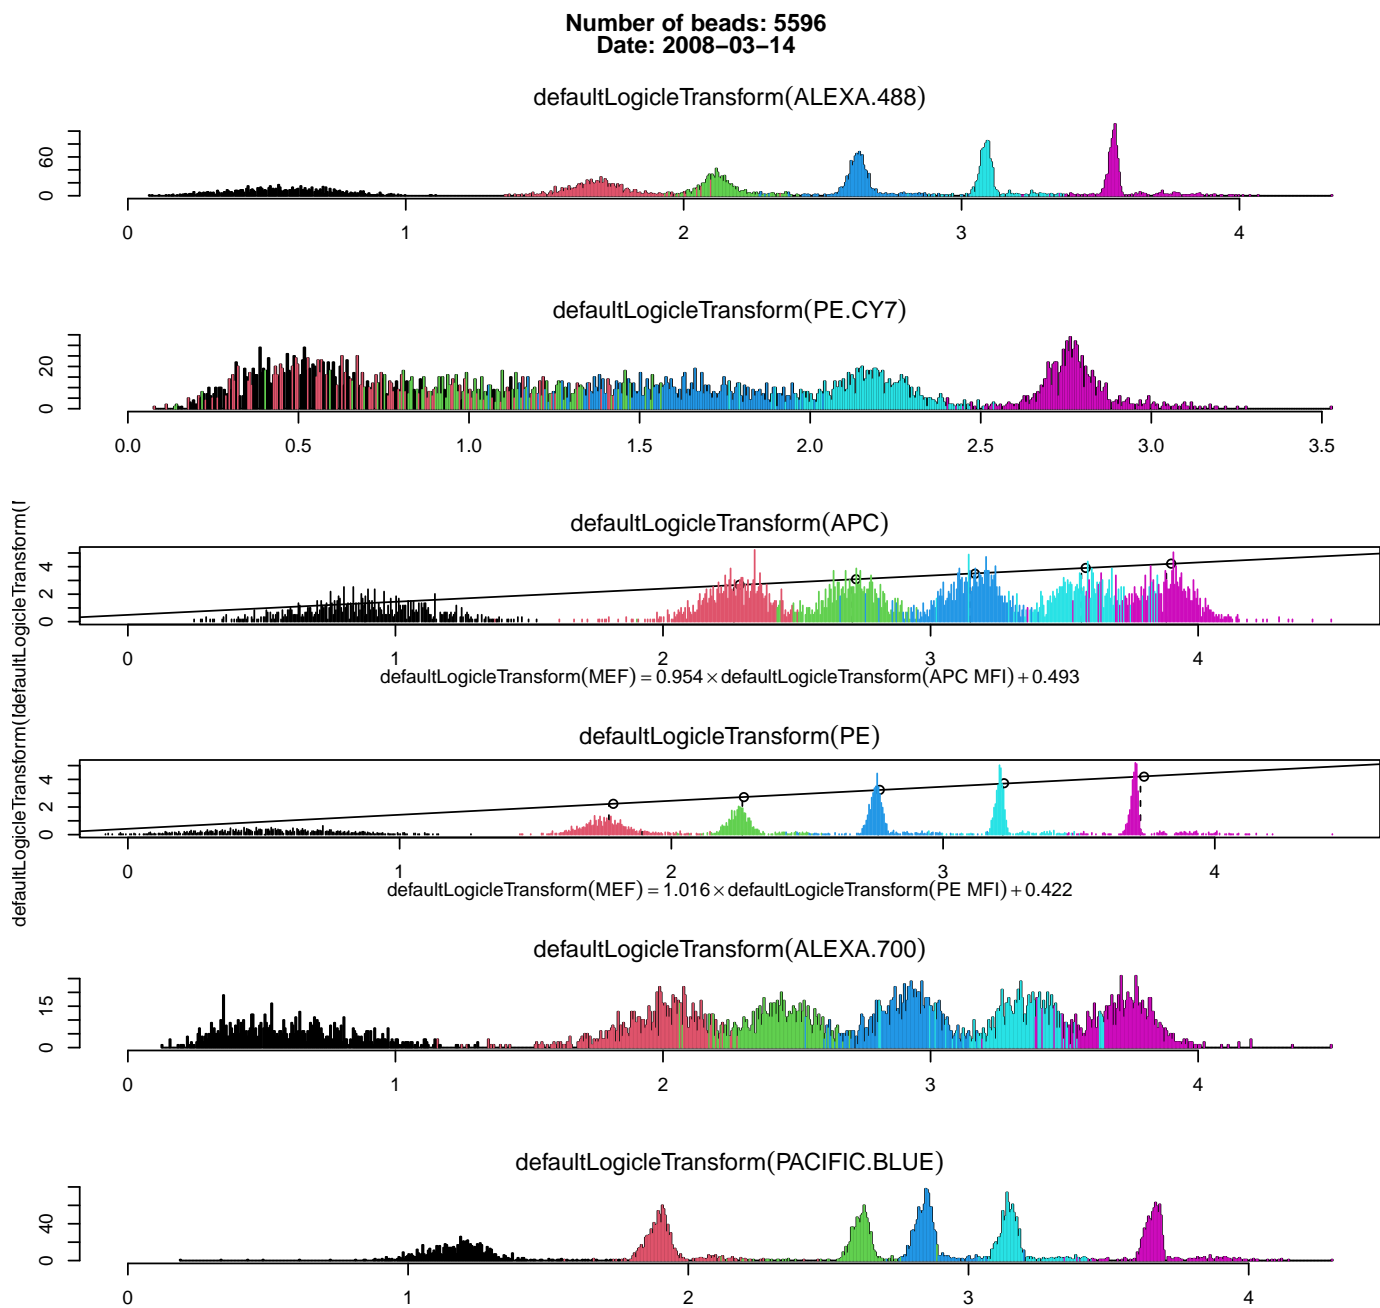 Number of beads: 5596
Date: 2008−03−14
defaultLogicleTransform(ALEXA.488)
0 60
0 1 2 3 4
defaultLogicleTransform(PE.CY7)
0 20
0.0 0.5 1.0 1.5 2.0 2.5 3.0 3.5
defaultLogicleTransform(APC)
0 2 4
0 1 2 3 4
defaultLogicleTransform(MEF) = 0.954 × defaultLogicleTransform(APC MFI) + 0.493
defaultLogicleTransform(PE)
0 2 4
0 1 2 3 4
defaultLogicleTransform(MEF) = 1.016 × defaultLogicleTransform(PE MFI) + 0.422
defaultLogicleTransform(
defaultLogicleTransform(
defaultLogicleTransform(ALEXA.700)
0 15
0 1 2 3 4
defaultLogicleTransform(PACIFIC.BLUE)
0 40
0 1 2 3 4